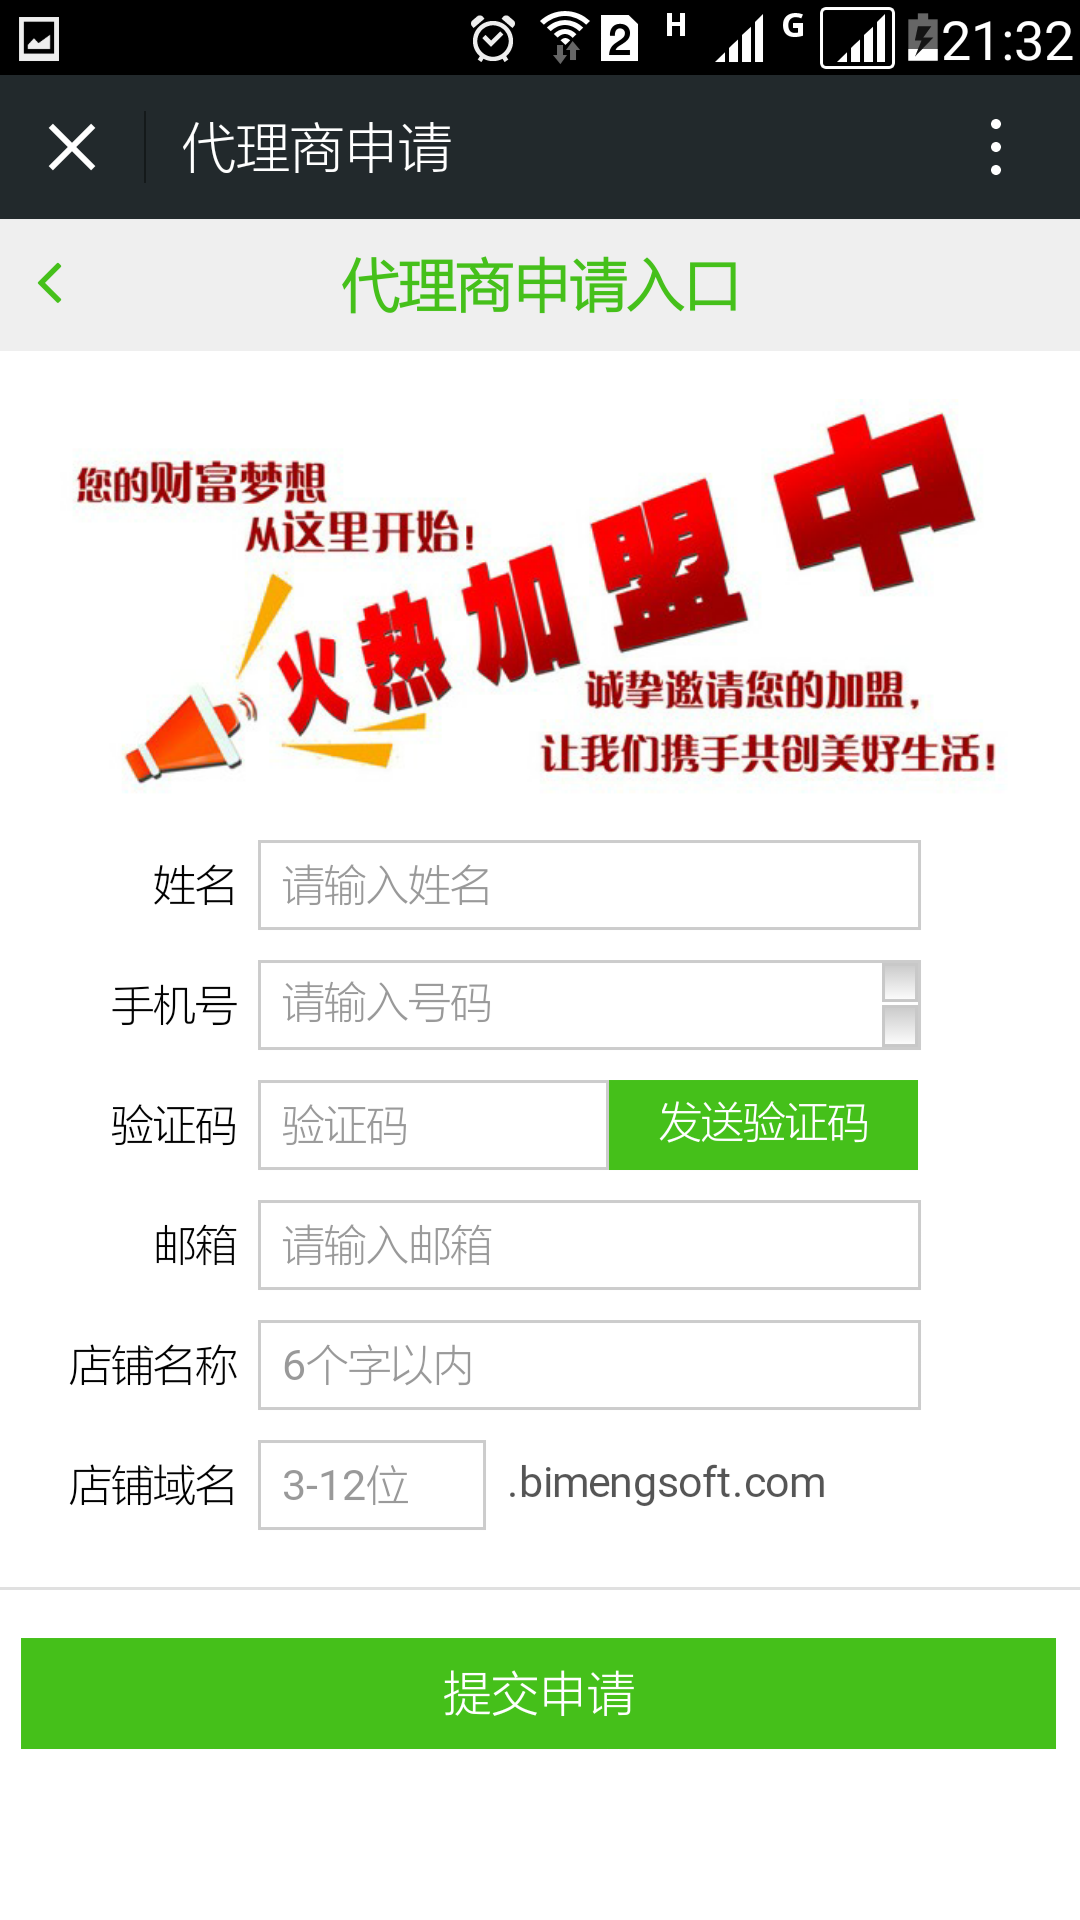 2 H G 21:32
代理商申请
代理商申请入口
您的财富梦想
从这里开始!
火热加盟中
诚挚邀请您的加盟,
让我们携手共创美好生活!
姓名 请输入姓名
手机号 请输入号码
验证码 验证码 发送验证码
邮箱 请输入邮箱
店铺名称 6个字以内
店铺域名 3-12位 .bimengsoft.com
提交申请